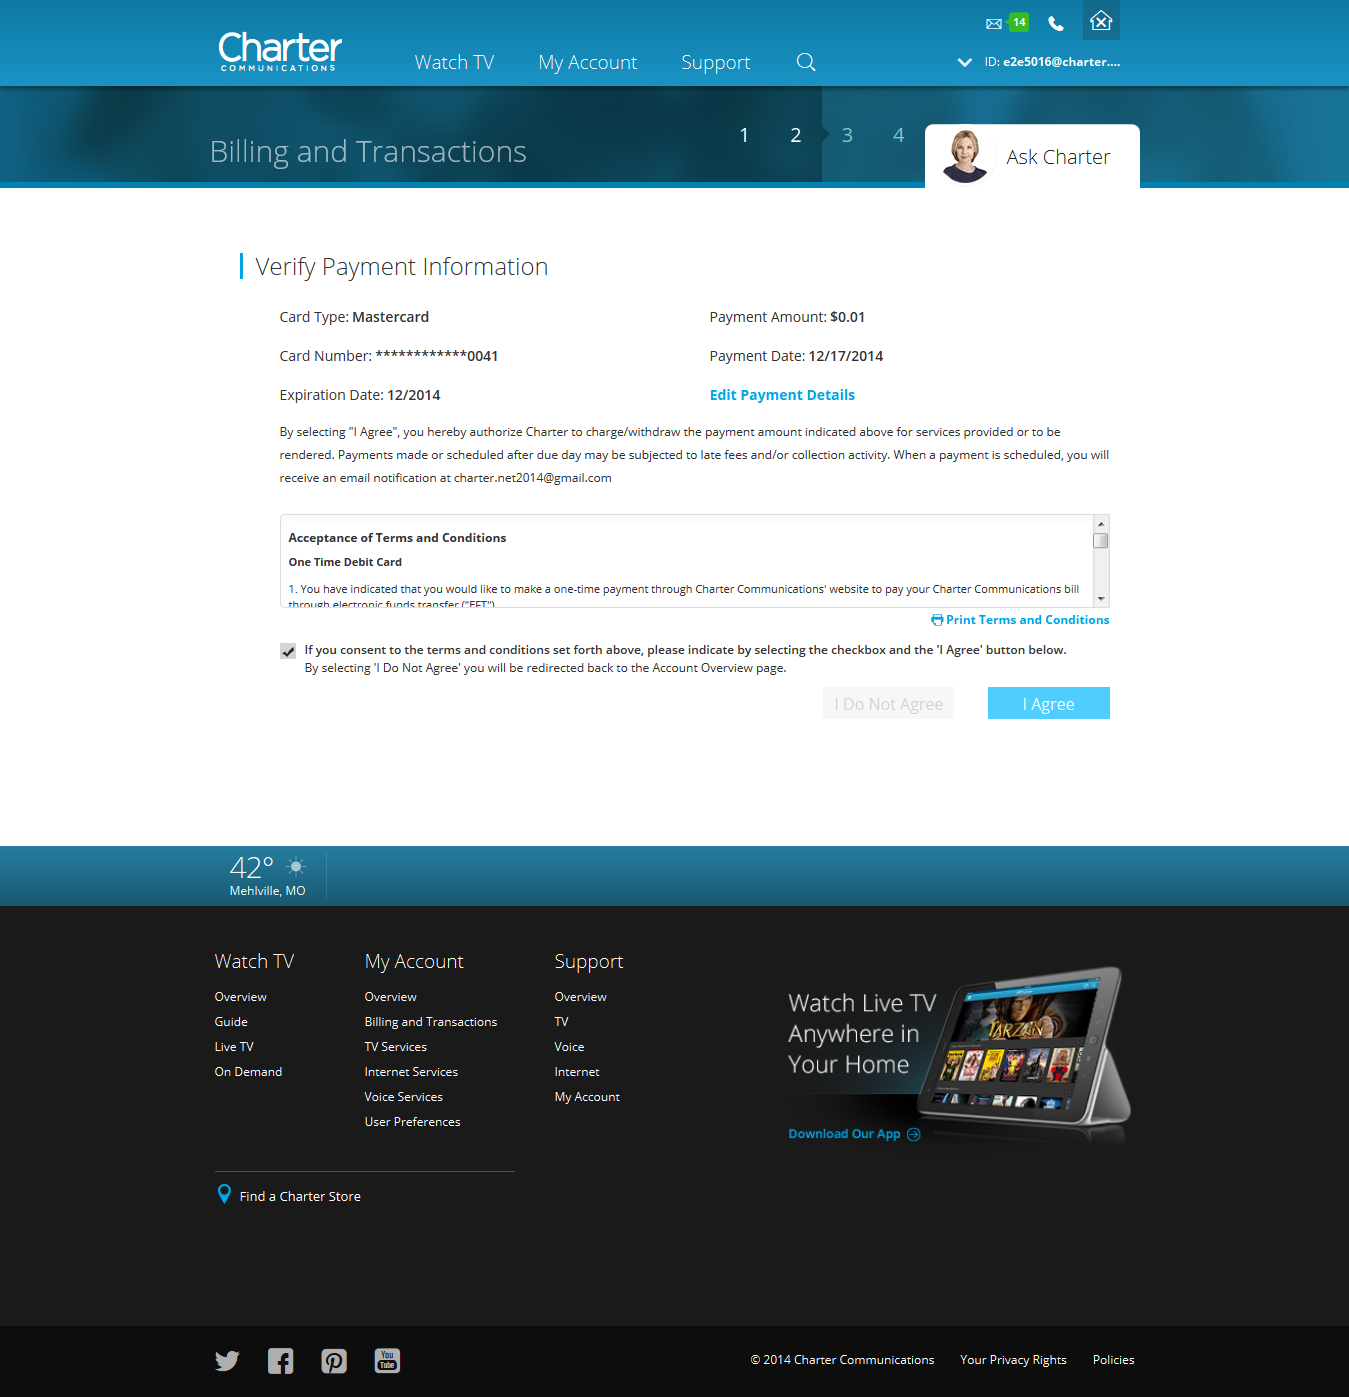 14
Charter
COMMUNICATIONS
Watch TV
My Account
Support
ID: e2e5016@charter....
Billing and Transactions
1
2
3
4
Ask Charter
Verify Payment Information
Card Type: Mastercard
Payment Amount: $0.01
Card Number: ************0041
Payment Date: 12/17/2014
Expiration Date: 12/2014
Edit Payment Details
By selecting "I Agree", you hereby authorize Charter to charge/withdraw the payment amount indicated above for services provided or to be
rendered. Payments made or scheduled after due day may be subjected to late fees and/or collection activity. When a payment is scheduled, you will
receive an email notification at charter.net2014@gmail.com
Acceptance of Terms and Conditions
One Time Debit Card
1. You have indicated that you would like to make a one-time payment through Charter Communications' website to pay your Charter Communications bill
through electronic funds transfer ("EFT")
Print Terms and Conditions
If you consent to the terms and conditions set forth above, please indicate by selecting the checkbox and the 'I Agree' button below.
By selecting 'I Do Not Agree' you will be redirected back to the Account Overview page.
I Do Not Agree
I Agree
42°
Mehlville, MO
Watch TV
Overview
Guide
Live TV
On Demand
My Account
Overview
Billing and Transactions
TV Services
Internet Services
Voice Services
User Preferences
Support
Overview
TV
Voice
Internet
My Account
Watch Live TV
Anywhere in
Your Home
TARZAN
Download Our App
Find a Charter Store
You
Tube
© 2014 Charter Communications
Your Privacy Rights
Policies